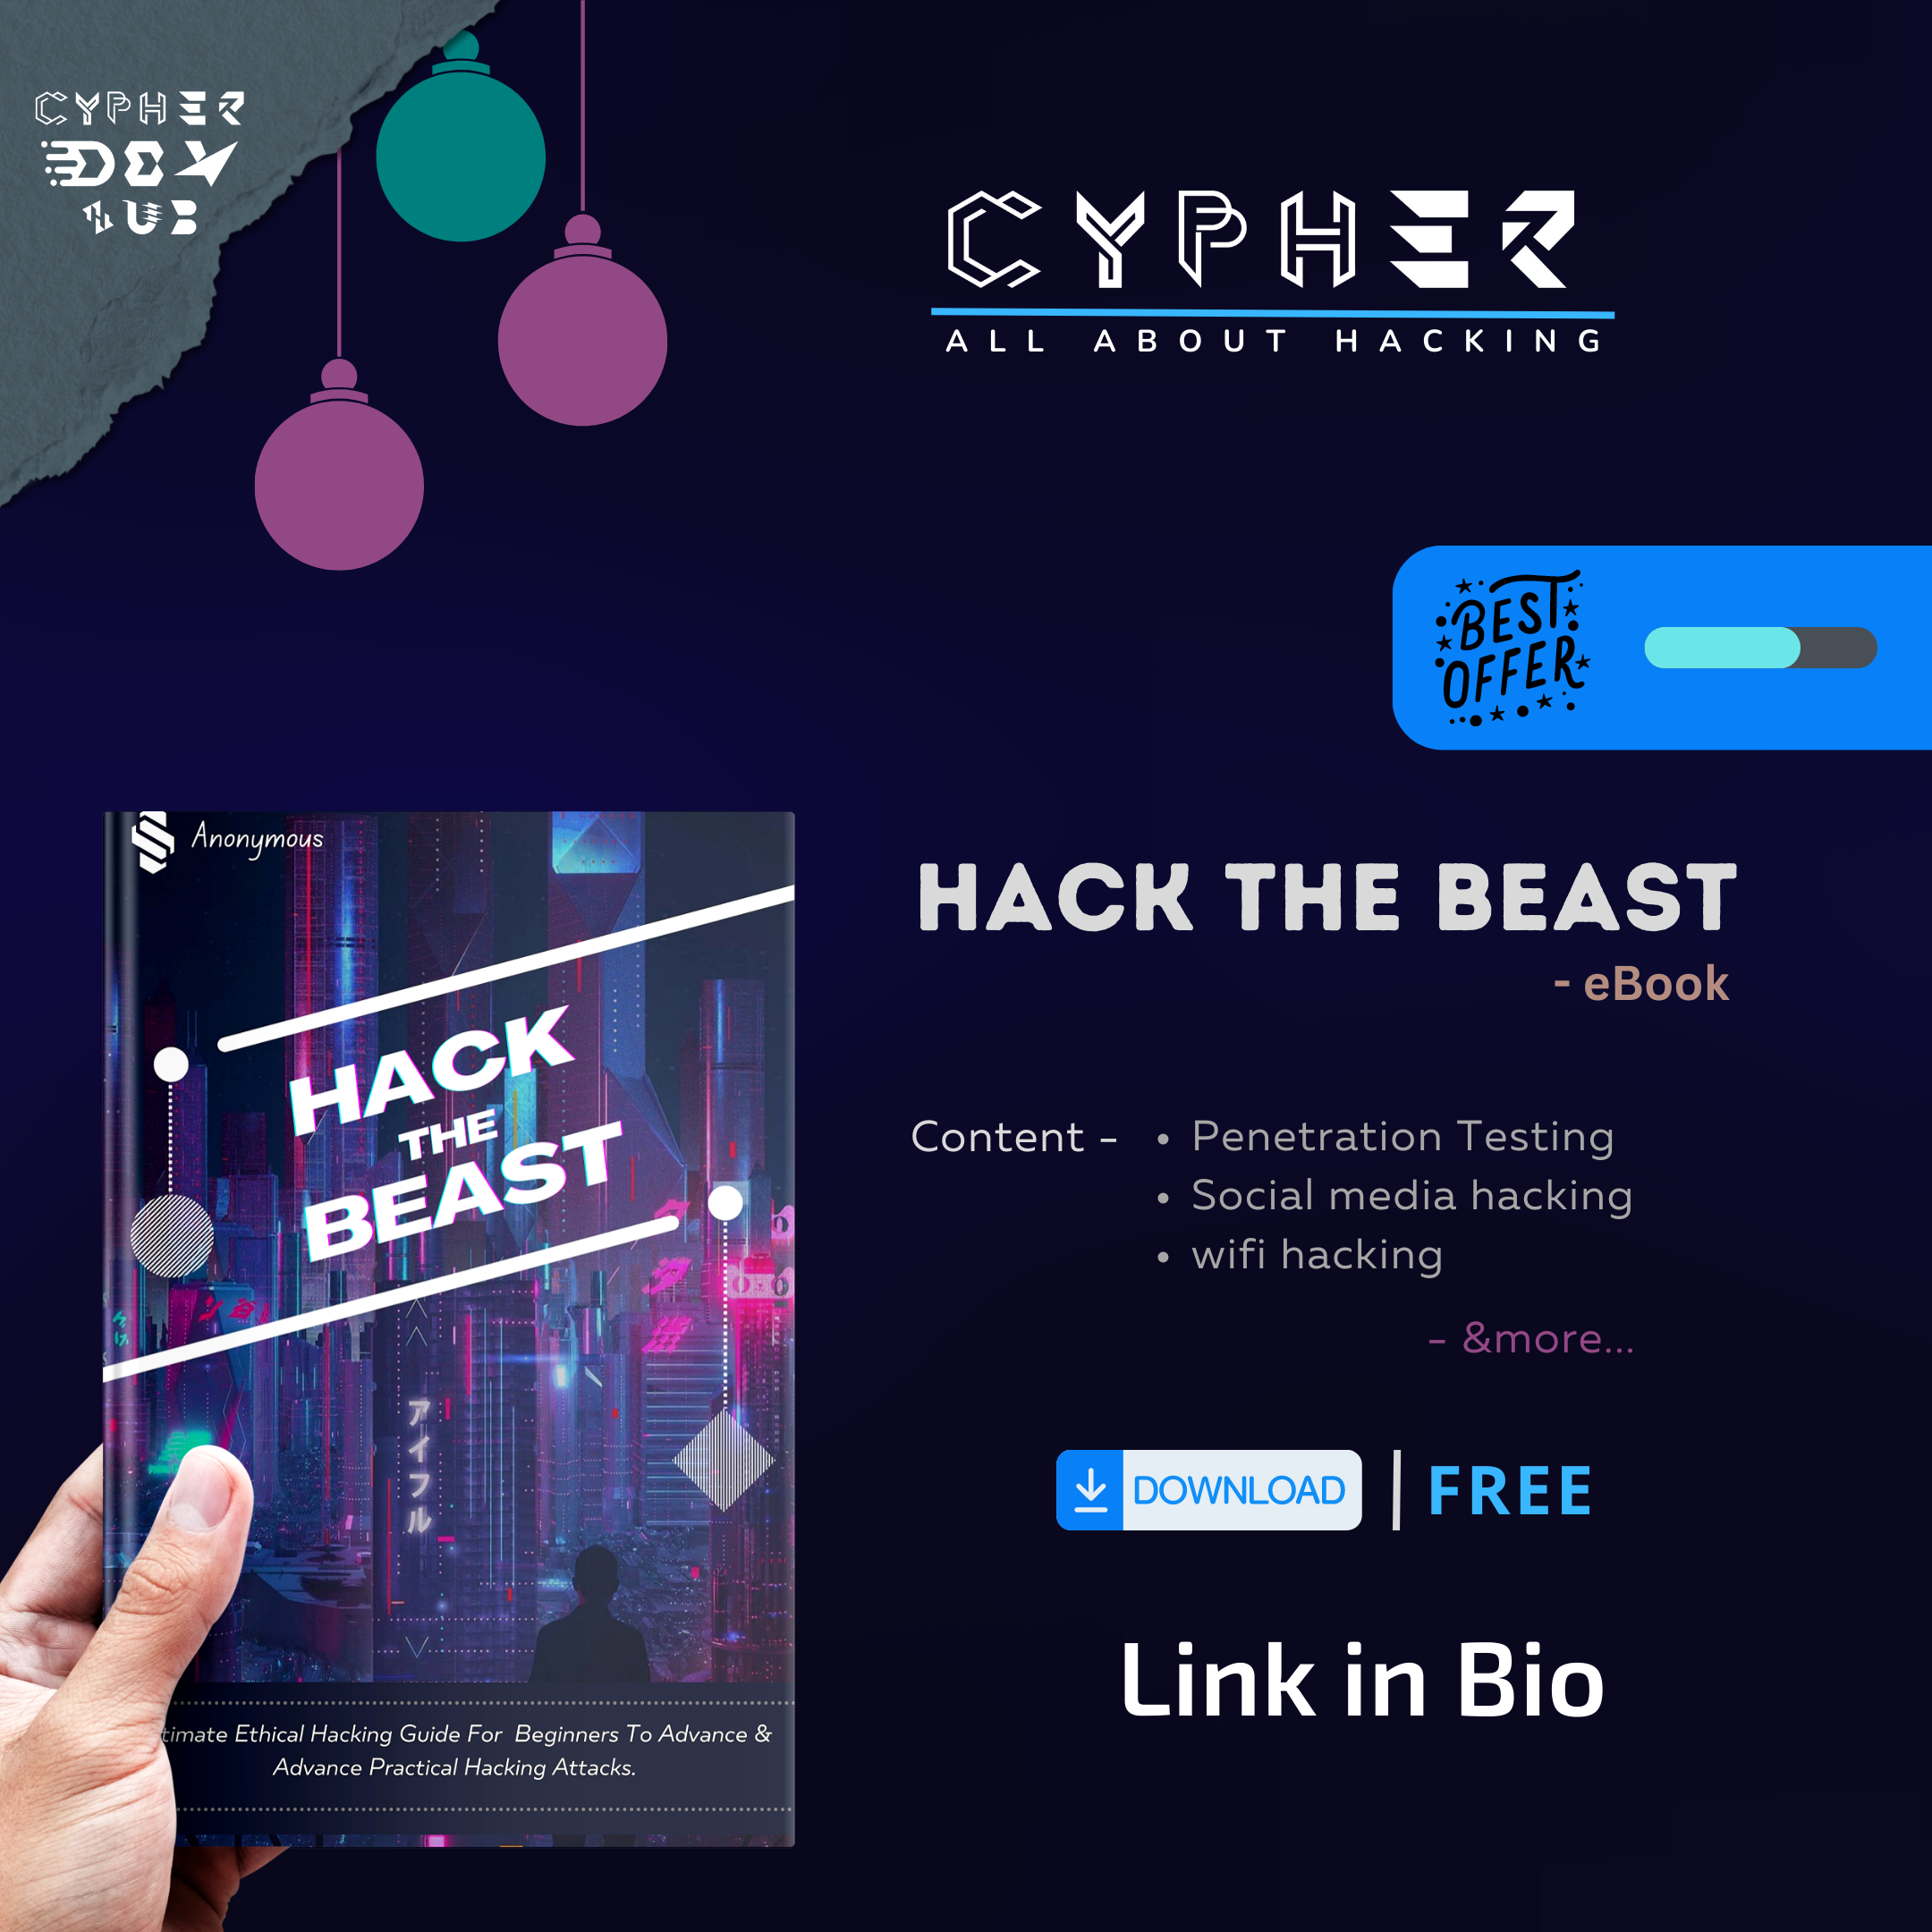 CYPHER
DEV
HUB
CYPHER
ALL ABOUT HACKING
BEST
OFFER
Anonymous
HACK
THE
BEAST
アイフル
Ethical Hacking Guide For Beginners To Advance &
Advance Practical Hacking Attacks.
HACK THE BEAST
- eBook
Content -
• Penetration Testing
• Social media hacking
• wifi hacking
- &more...
DOWNLOAD | FREE
Link in Bio